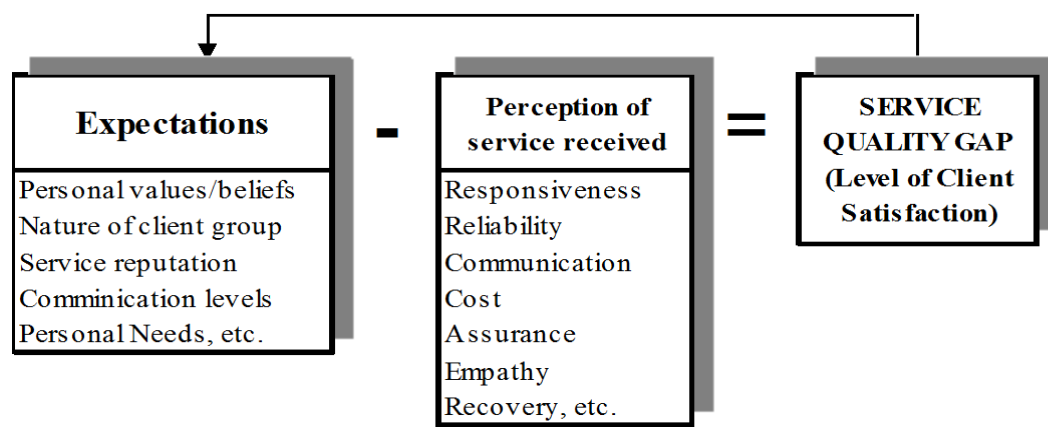 Expectations
Personal values/beliefs
Nature of client group
Service reputation
Comminication levels
Personal Needs, etc.
-
Perception of
service received
Responsiveness
Reliability
Communication
Cost
Assurance
Empathy
Recovery, etc.
=
SERVICE
QUALITY GAP
(Level of Client
Satisfaction)